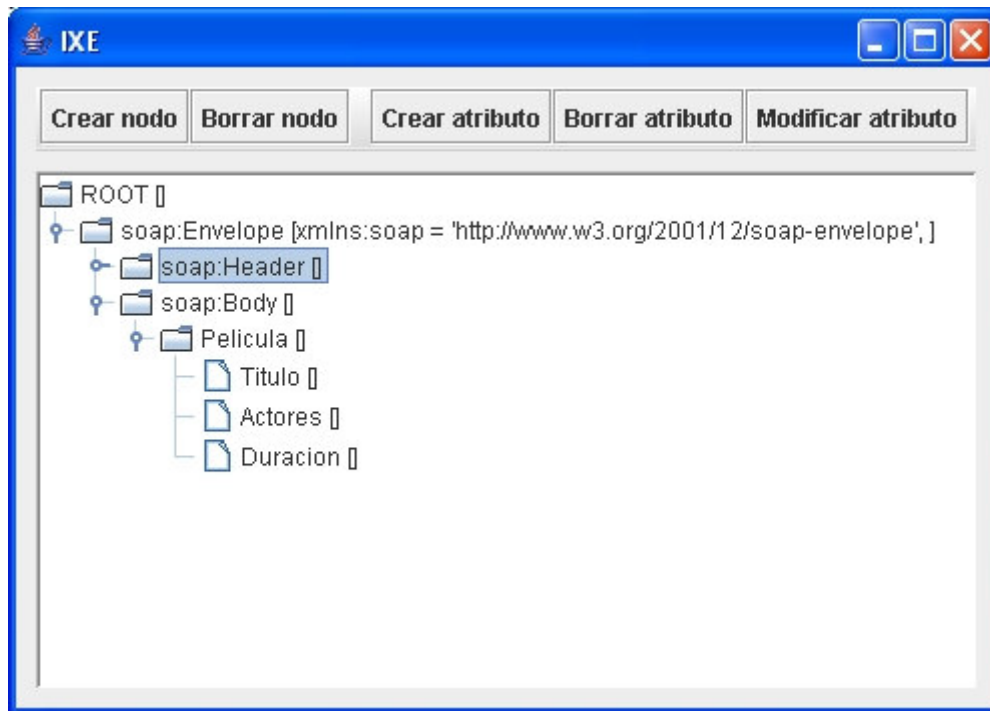 IXE
Crear nodo Borrar nodo Crear atributo Borrar atributo Modificar atributo
ROOT []
soap:Envelope [xmlns:soap = 'http://www.w3.org/2001/12/soap-envelope', ]
soap:Header []
soap:Body []
Pelicula []
Titulo []
Actores []
Duracion []